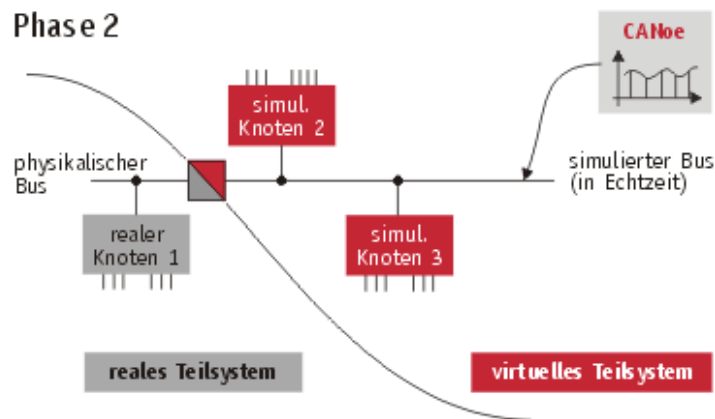 Phase 2
CANoe
simul.
Knoten 2
physikalischer
Bus
simulierter Bus
(in Echtzeit)
realer
Knoten 1
simul.
Knoten 3
reales Teilsystem
virtuelles Teilsystem